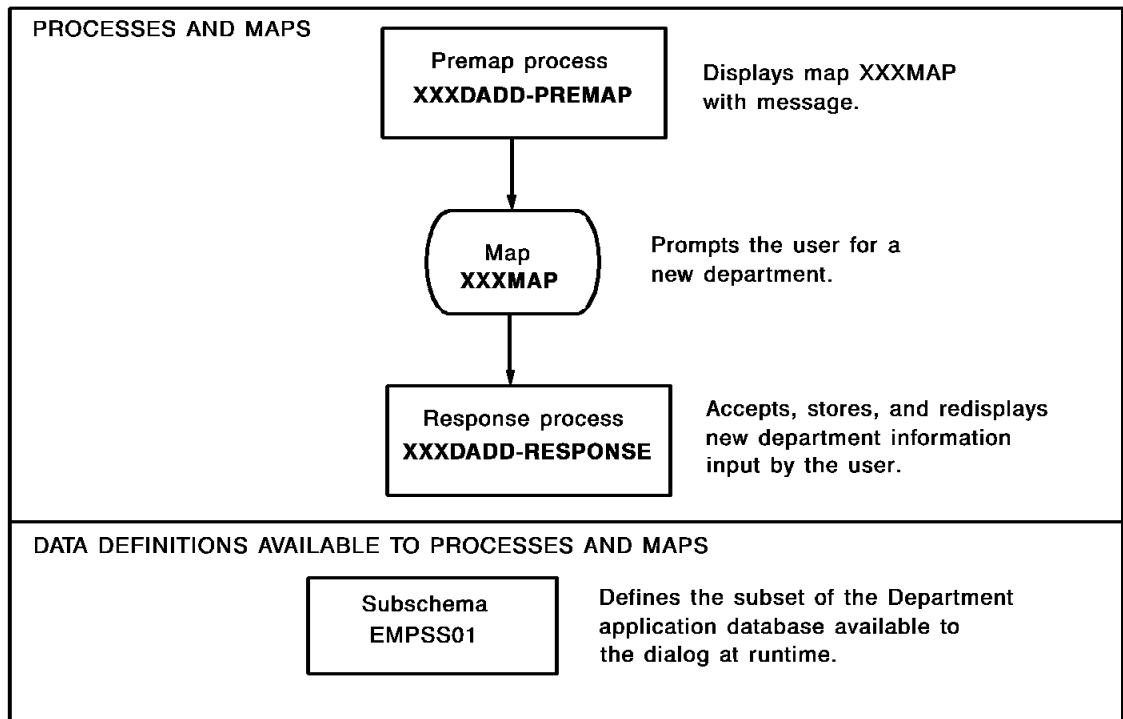 PROCESSES AND MAPS
Premap process
XXXDADD-PREMAP
Displays map XXXMAP
with message.
Map
XXXMAP
Prompts the user for a
new department.
Response process
XXXDADD-RESPONSE
Accepts, stores, and redisplays
new department information
input by the user.
DATA DEFINITIONS AVAILABLE TO PROCESSES AND MAPS
Subschema
EMPSS01
Defines the subset of the Department
application database available to
the dialog at runtime.